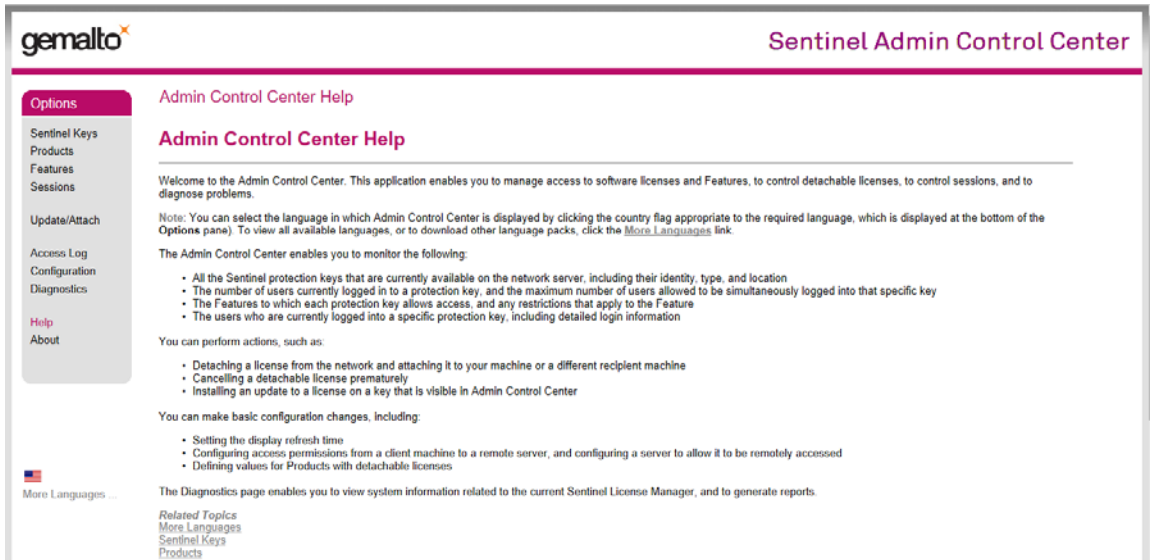 gemalto
Sentinel Admin Control Center
Options
Sentinel Keys
Products
Features
Sessions
Update/Attach
Access Log
Configuration
Diagnostics
Help
About
More Languages ...
Admin Control Center Help
Admin Control Center Help
Welcome to the Admin Control Center. This application enables you to manage access to software licenses and Features, to control detachable licenses, to control sessions, and to
diagnose problems.
Note: You can select the language in which Admin Control Center is displayed by clicking the country flag appropriate to the required language, which is displayed at the bottom of the
Options pane). To view all available languages, or to download other language packs, click the More Languages link.
The Admin Control Center enables you to monitor the following:
• All the Sentinel protection keys that are currently available on the network server, including their identity, type, and location
• The number of users currently logged in to a protection key, and the maximum number of users allowed to be simultaneously logged into that specific key
• The Features to which each protection key allows access, and any restrictions that apply to the Feature
• The users who are currently logged into a specific protection key, including detailed login information
You can perform actions, such as:
• Detaching a license from the network and attaching it to your machine or a different recipient machine
• Cancelling a detachable license prematurely
• Installing an update to a license on a key that is visible in Admin Control Center
You can make basic configuration changes, including:
• Setting the display refresh time
• Configuring access permissions from a client machine to a remote server, and configuring a server to allow it to be remotely accessed
• Defining values for Products with detachable licenses
The Diagnostics page enables you to view system information related to the current Sentinel License Manager, and to generate reports.
Related Topics
More Languages
Sentinel Keys
Products